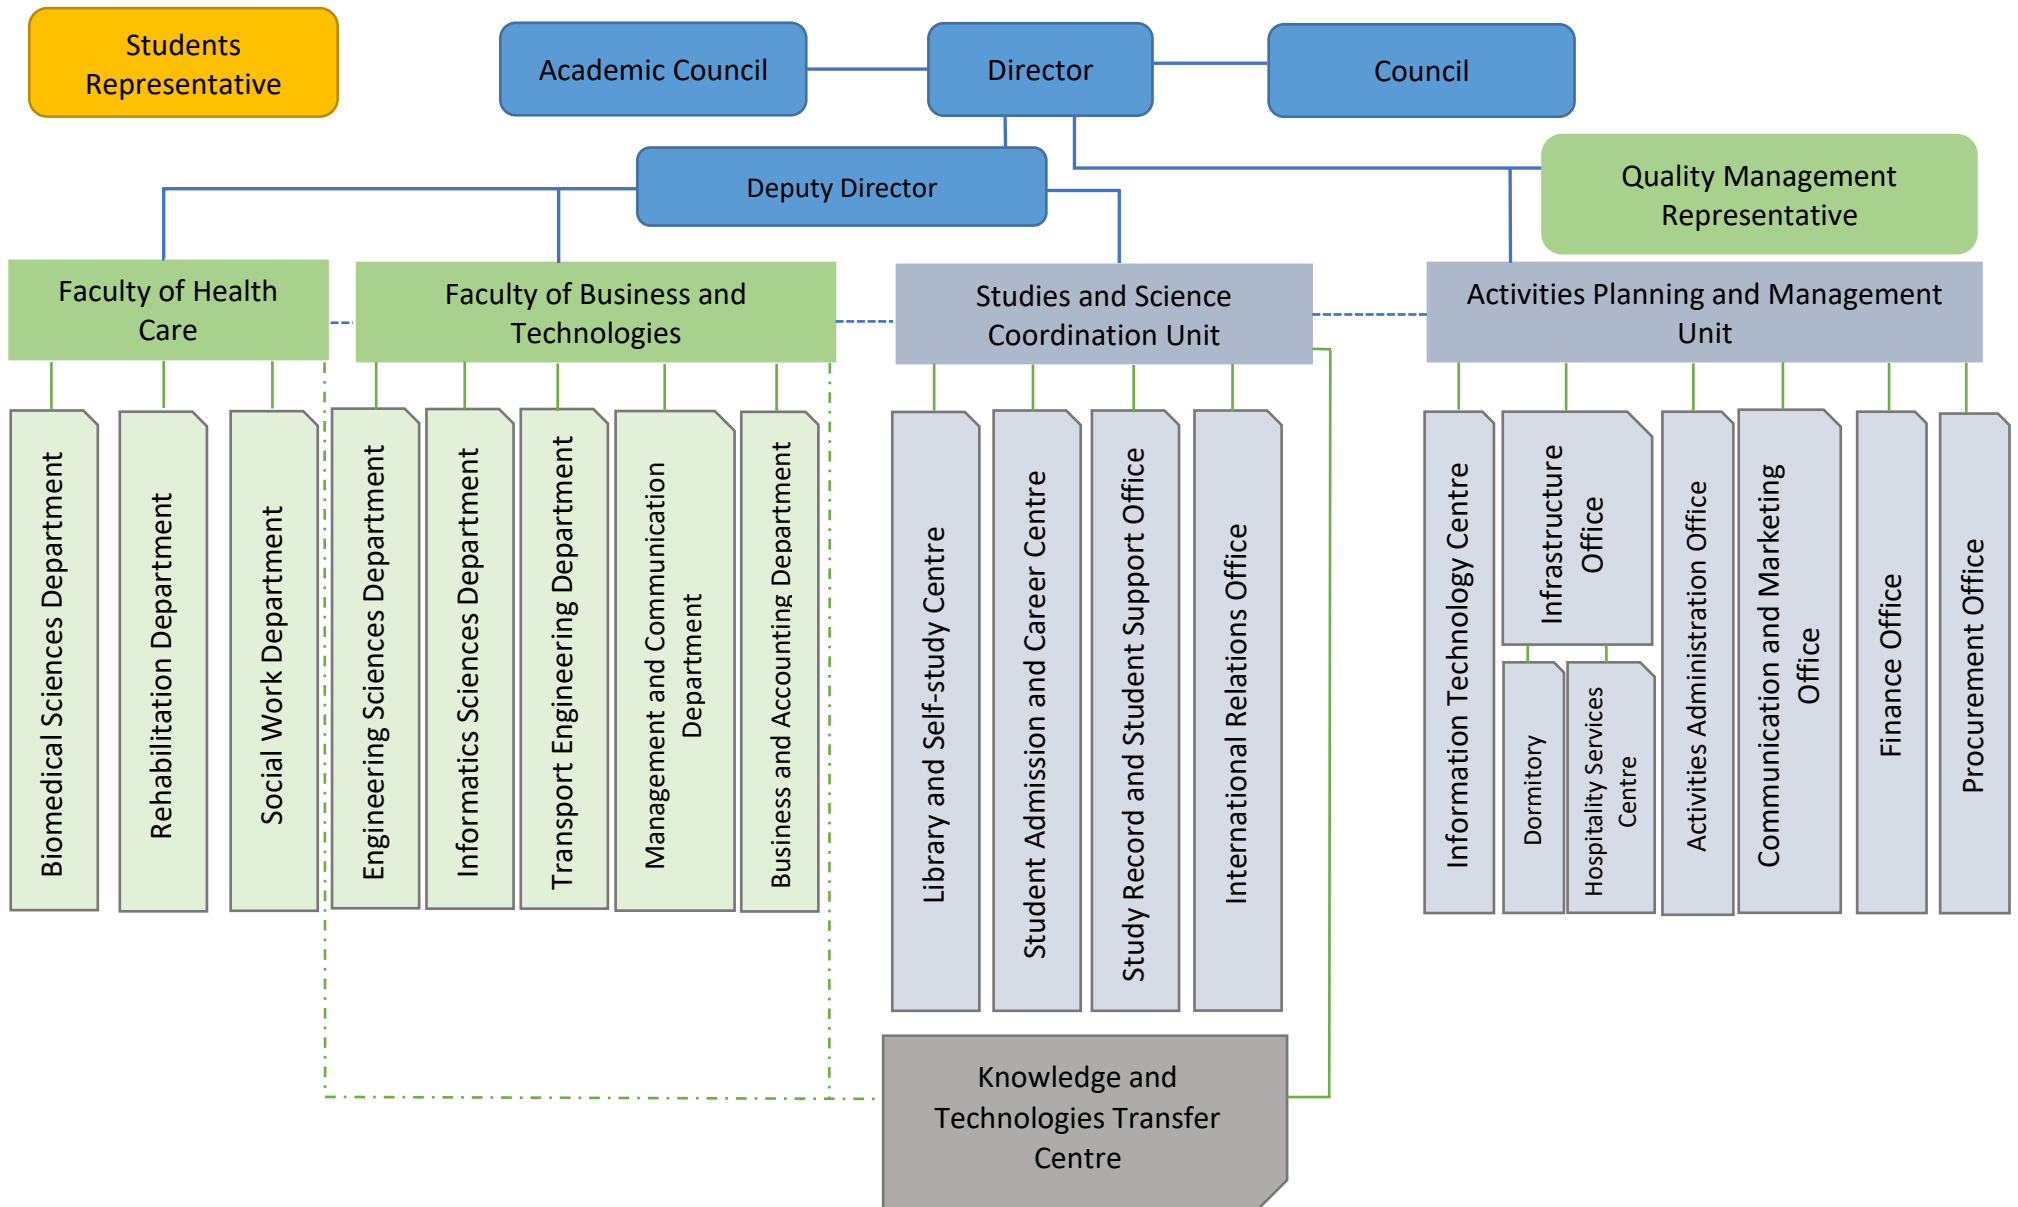 Students
Representative
Academic Council
Director
Council
Deputy Director
Quality Management
Representative
Faculty of Health
Care
Faculty of Business and
Technologies
Studies and Science
Coordination Unit
Activities Planning and Management
Unit
Biomedical Sciences Department
Rehabilitation Department
Social Work Department
Engineering Sciences Department
Informatics Sciences Department
Transport Engineering Department
Management and Communication
Department
Business and Accounting Department
Library and Self-study Centre
Student Admission and Career Centre
Study Record and Student Support Office
International Relations Office
Information Technology Centre
Infrastructure
Office
Dormitory
Hospitality Services
Centre
Activities Administration Office
Communication and Marketing
Office
Finance Office
Procurement Office
Knowledge and
Technologies Transfer
Centre